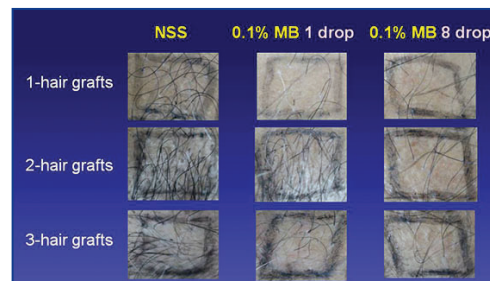 NSS 0.1% MB 1 drop 0.1% MB 8 drop
1-hair grafts
2-hair grafts
3-hair grafts